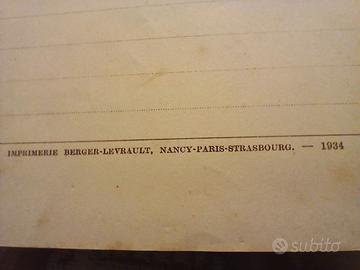 IMPRIMERIE BERGER-LEVRAULT, NANCY-PARIS-STRASBOURG. — 1934
subito